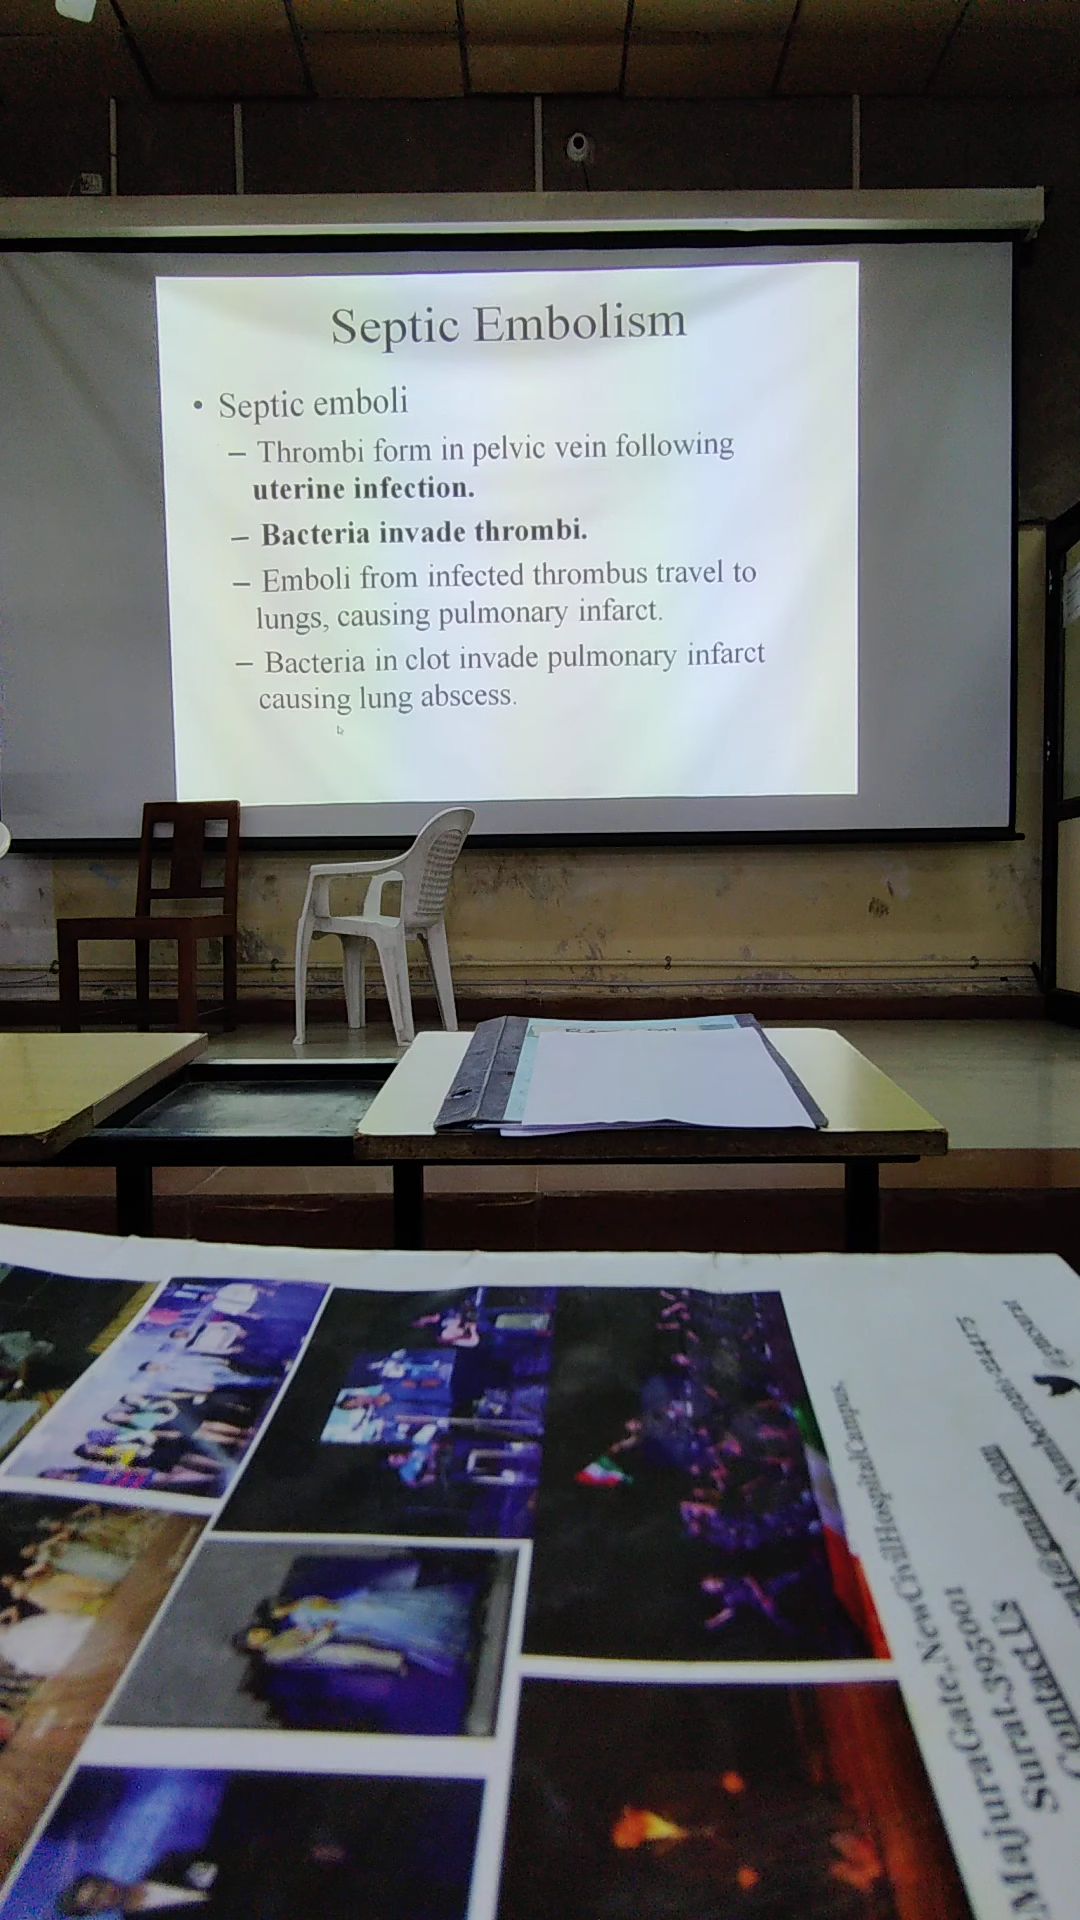 Septic Embolism
• Septic emboli
– Thrombi form in pelvic vein following
uterine infection.
– Bacteria invade thrombi.
– Emboli from infected thrombus travel to
lungs, causing pulmonary infarct.
– Bacteria in clot invade pulmonary infarct
causing lung abscess.
MajuraGate,NewCivilHospitalCampus,
Surat.395001
Contact Us